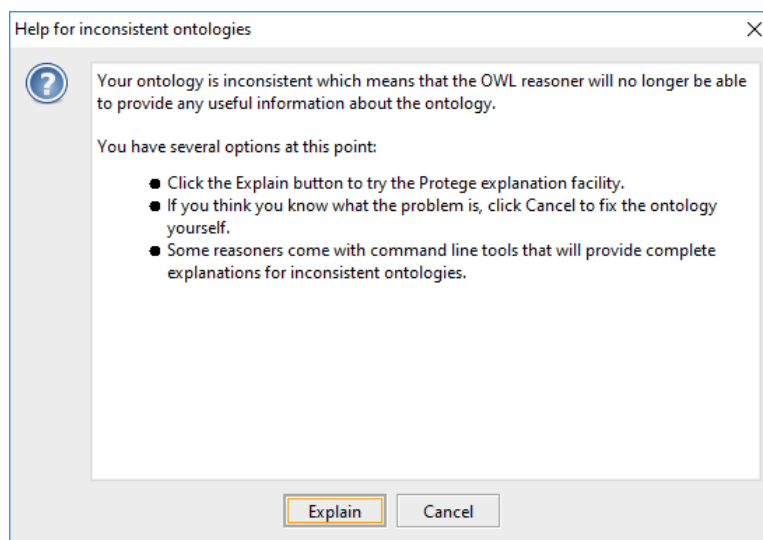 Help for inconsistent ontologies
Your ontology is inconsistent which means that the OWL reasoner will no longer be able
to provide any useful information about the ontology.
You have several options at this point:
● Click the Explain button to try the Protege explanation facility.
● If you think you know what the problem is, click Cancel to fix the ontology
yourself.
● Some reasoners come with command line tools that will provide complete
explanations for inconsistent ontologies.
Explain Cancel